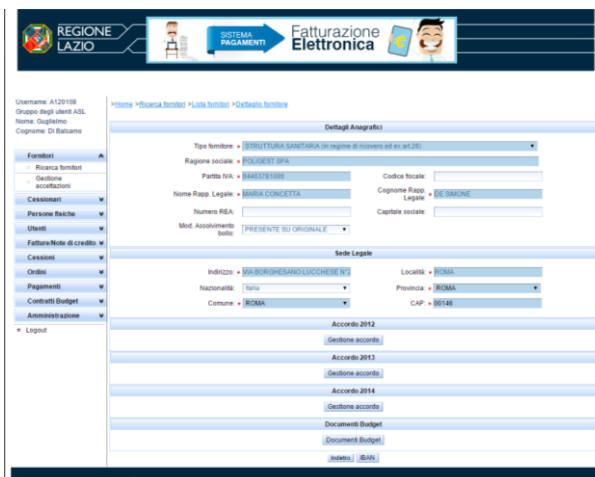 REGIONE
LAZIO
SISTEMA
PAGAMENTI
Fatturazione
Elettronica
Username: A120108
Gruppo degli utenti ASL
Nome: Guglielmo
Cognome: Di Balsamo
>Home >Ricerca fornitori >Lista fornitori >Dettaglio fornitore
Fornitori
Ricerca fornitori
Gestione
accettazioni
Cessionari
Persone fisiche
Utenti
Fatture/Note di credito
Cessioni
Ordini
Pagamenti
Contratti Budget
Amministrazione
Logout
Dettagli Anagrafici
Tipo fornitore: * STRUTTURA SANITARIA (in regime di ricovero ed ex art.26)
Ragione sociale: * POLIGEST SPA
Partita IVA: * 04403781000 Codice fiscale:
Nome Rapp. Legale: * MARIA CONCETTA Cognome Rapp. Legale: * DE SIMONE
Numero REA: Capitale sociale:
Mod. Assolvimento bollo: PRESENTE SU ORIGINALE
Sede Legale
Indirizzo: * VIA BORGHESANO LUCCHESE N°2 Località: * ROMA
Nazionalità: Italia Provincia: * ROMA
Comune: * ROMA CAP: * 00146
Accordo 2012
Gestione accordo
Accordo 2013
Gestione accordo
Accordo 2014
Gestione accordo
Documenti Budget
Documenti Budget
Indietro IBAN